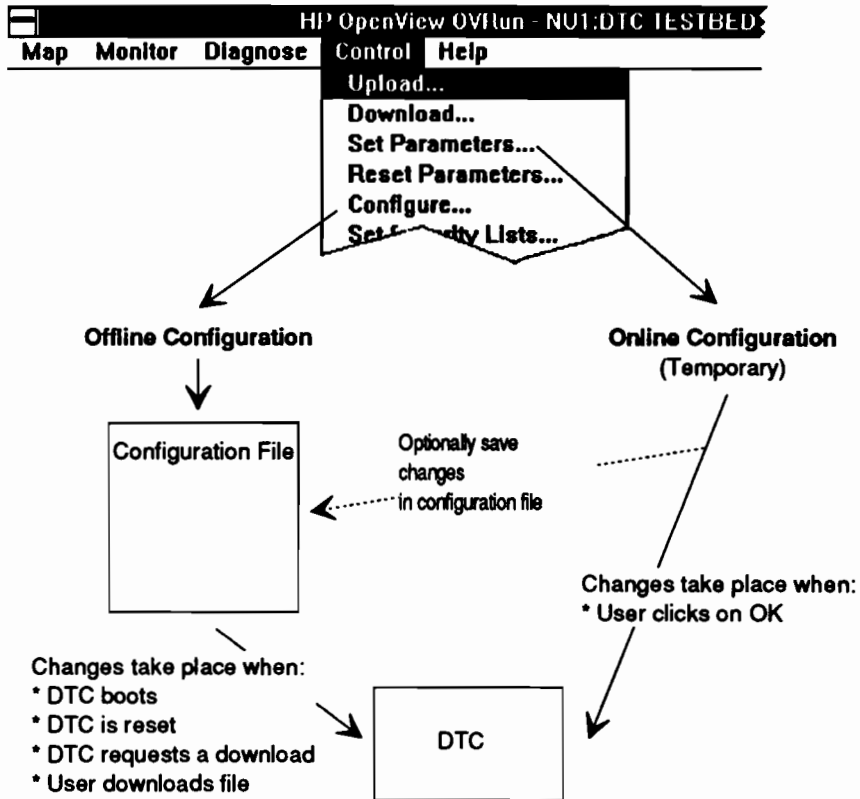 HP OpenView OVRun - NU1:DTC TESTBED
Map Monitor Diagnose Control Help
Upload...
Download...
Set Parameters...
Reset Parameters...
Configure...
Set Lists...
Offline Configuration
Online Configuration
(Temporary)
Configuration File
Optionally save
changes
in configuration file
Changes take place when:
* User clicks on OK
Changes take place when:
* DTC boots
* DTC is reset
* DTC requests a download
* User downloads file
DTC